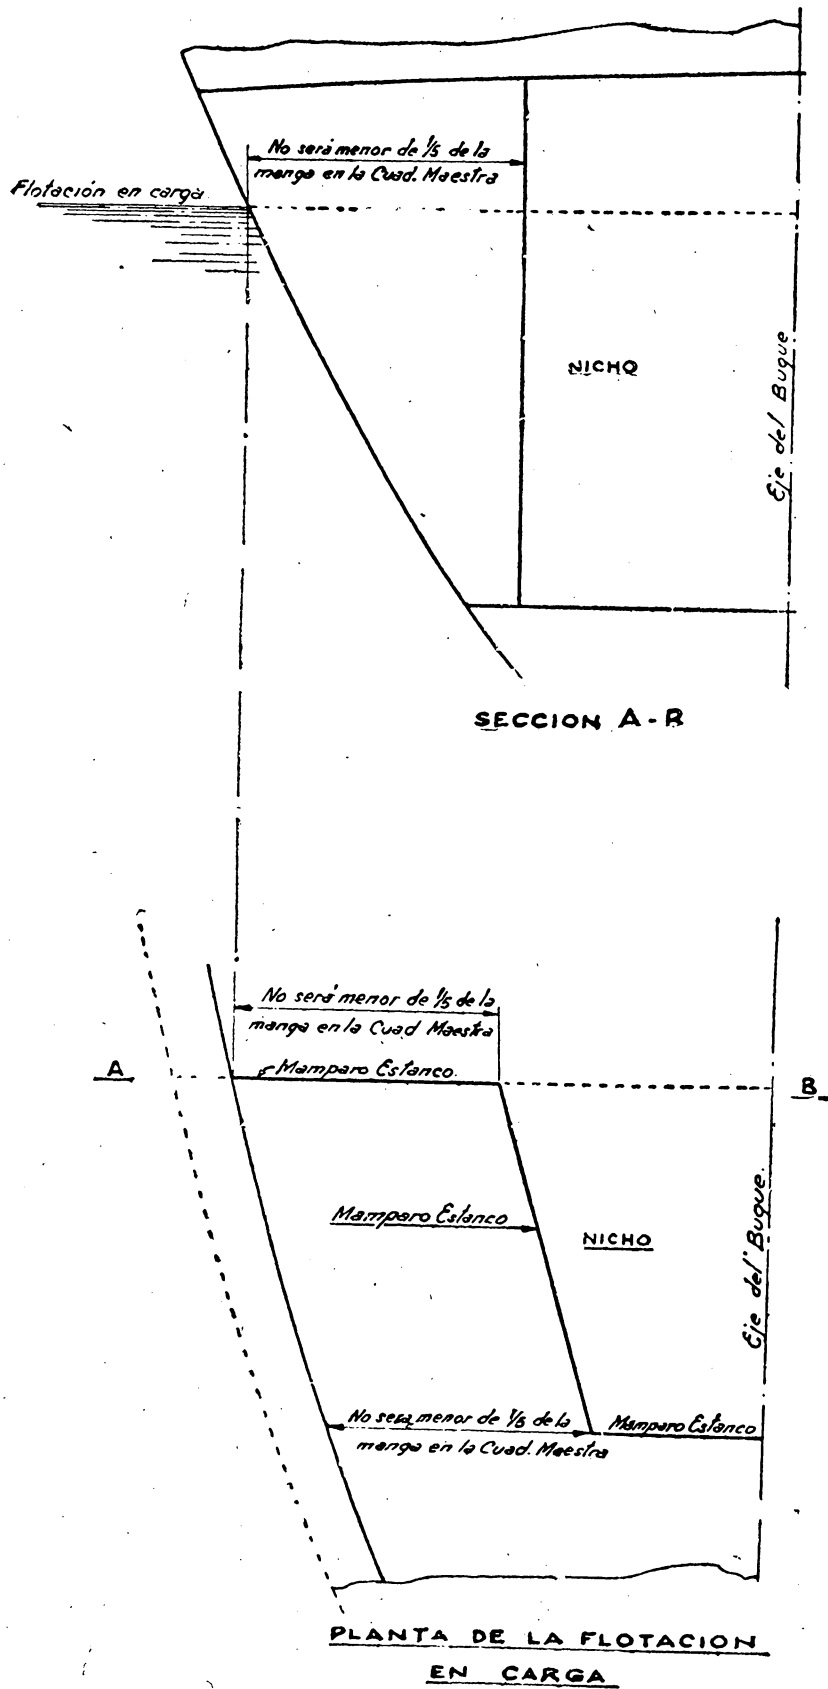 No será menor de 1/5 de la
manga en la Cuad. Maestra
Flotación en carga
NICHO
Eje del Buque
SECCION A-B
No será menor de 1/5 de la
manga en la Cuad Maestra
A
Mamparo Estanco.
B
Mamparo Estanco
NICHO
Eje del Buque.
No sera menor de 1/5 de la
manga en la Cuad. Maestra
Mamparo Estanco
PLANTA DE LA FLOTACION
EN CARGA